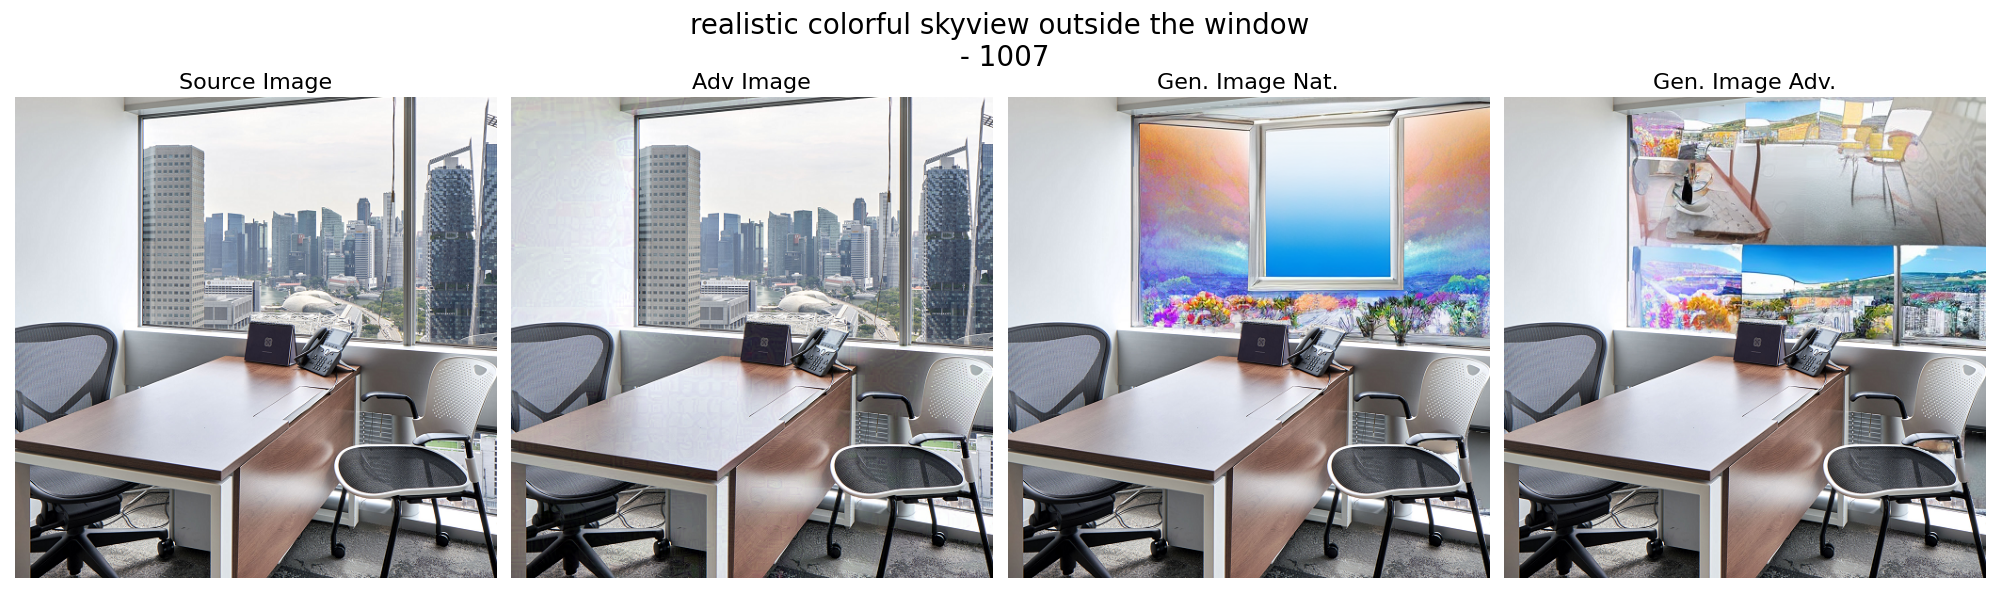 realistic colorful skyview outside the window
- 1007
Source Image
Adv Image
Gen. Image Nat.
Gen. Image Adv.